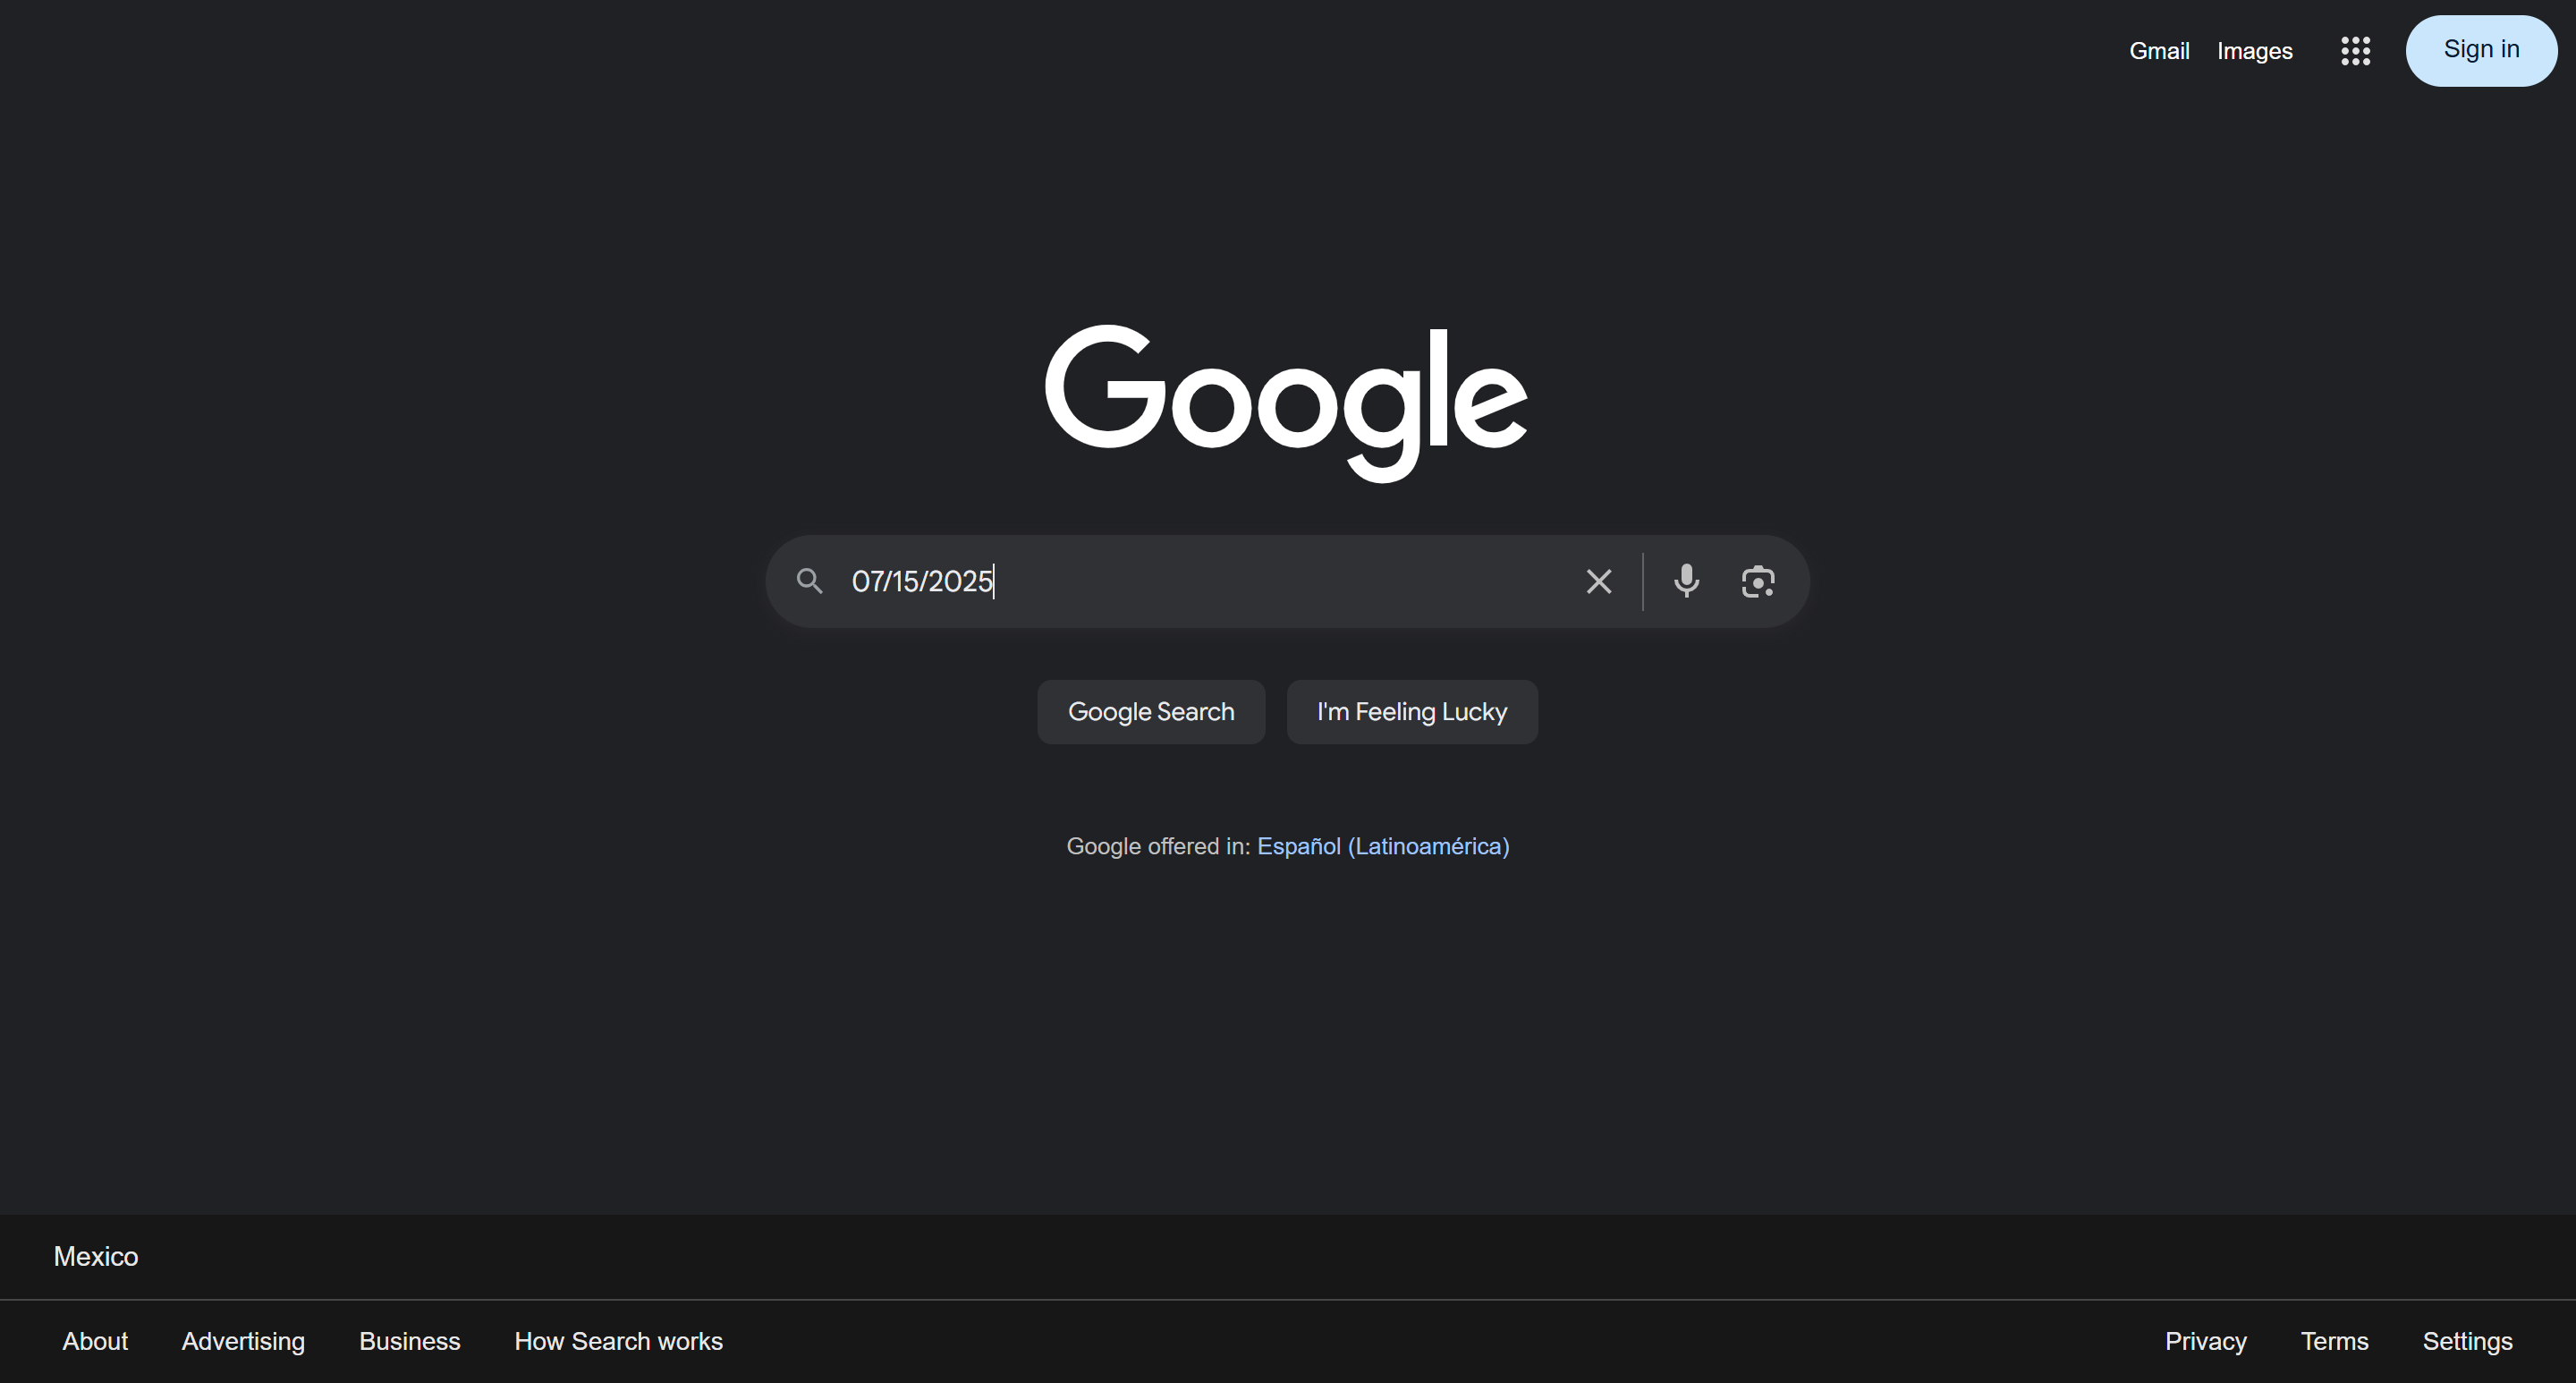 Gmail Images Sign in
Google
07/15/2025
Google Search I'm Feeling Lucky
Google offered in: Español (Latinoamérica)
Mexico
About Advertising Business How Search works Privacy Terms Settings